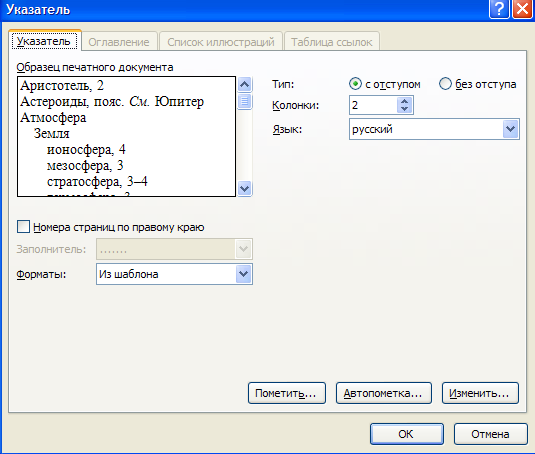 Указатель
Указатель Оглавление Список иллюстраций Таблица ссылок
Образец печатного документа
Аристотель, 2
Астероиды, пояс. См. Юпитер
Атмосфера
Земля
ионосфера, 4
мезосфера, 3
стратосфера, 3–4
Тип: с отступом без отступа
Колонки: 2
Язык: русский
Номера страниц по правому краю
Заполнитель: .......
Форматы: Из шаблона
Пометить... Автопометка... Изменить...
ОК Отмена